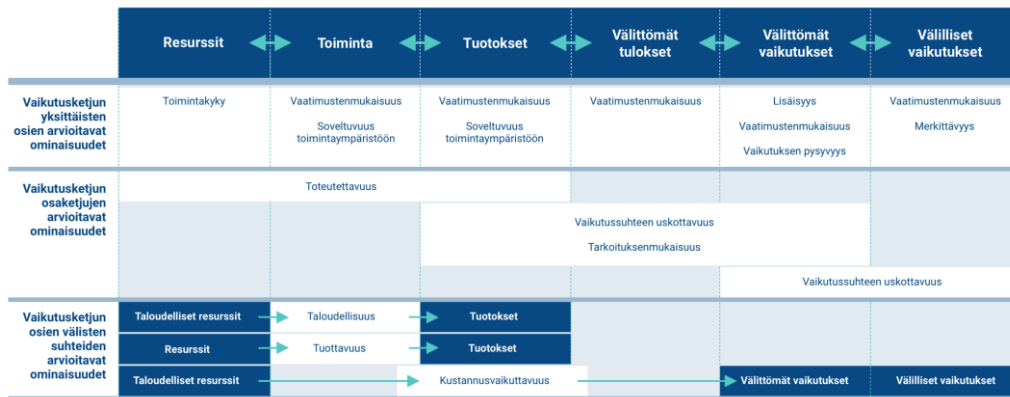 Resurssit
Toiminta
Tuotokset
Välittömät
tulokset
Välittömät
vaikutukset
Välilliset
vaikutukset
Vaikutusketjun
yksittäisten
osien arvioitavat
ominaisuudet
Toimintakyky
Vaatimustenmukaisuus
Soveltuvuus
toimintaympäristöön
Vaatimustenmukaisuus
Soveltuvuus
toimintaympäristöön
Vaatimustenmukaisuus
Lisäisyys
Vaatimustenmukaisuus
Vaikutuksen pysyvyys
Vaatimustenmukaisuus
Merkittävyys
Vaikutusketjun
osaketjujen
arvioitavat
ominaisuudet
Toteutettavuus
Vaikutussuhteen uskottavuus
Tarkoituksenmukaisuus
Vaikutussuhteen uskottavuus
Vaikutusketjun
osien välisten
suhteiden
arvioitavat
ominaisuudet
Taloudelliset resurssit
Taloudellisuus
Tuotokset
Resurssit
Tuottavuus
Tuotokset
Taloudelliset resurssit
Kustannusvaikuttavuus
Välittömät vaikutukset
Välilliset vaikutukset